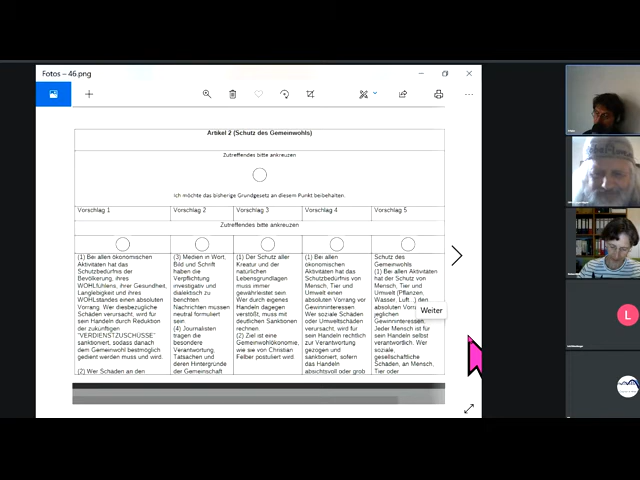 Fotos – 46.png
Artikel 2 (Schutz des Gemeinwohls)
Zutreffendes bitte ankreuzen
Ich möchte das bisherige Grundgesetz an diesem Punkt beibehalten.
Vorschlag 1
Vorschlag 2
Vorschlag 3
Vorschlag 4
Vorschlag 5
Zutreffendes bitte ankreuzen
(1) Bei allen ökonomischen
Aktivitäten hat das
Schutzbedürfnis der
Bevölkerung, ihres
WOHLfühlens, ihrer Gesundheit,
Langlebigkeit und ihres
WOHLstandes einen absoluten
Vorrang. Wer diesbezügliche
Schäden verursacht, wird für
sein Handeln durch Reduktion
der zukünftigen
"VERDIENSTZUSCHÜSSE"
sanktioniert, sodass danach
dem Gemeinwohl bestmöglich
gedient werden muss und wird.
(2) Wer Schäden an den
(3) Medien in Wort,
Bild und Schrift
haben die
Verpflichtung
investigativ und
dialektisch zu
berichten
Nachrichten müssen
neutral formuliert
sein
(4) Journalisten
tragen die
besondere
Verantwortung,
Tatsachen und
deren Hintergründe
der Gemeinschaft
(1) Der Schutz aller
Kreatur und der
natürlichen
Lebensgrundlagen
muss immer
gewährleistet sein
Wer durch eigenes
Handeln dagegen
verstößt, muss mit
deutlichen Sanktionen
rechnen
(2) Ziel ist eine
Gemeinwohlökonomie,
wie sie von Christian
Felber postuliert wird.
(1) Bei allen
ökonomischen
Aktivitäten hat das
Schutzbedürfnis von
Mensch, Tier und
Umwelt einen
absoluten Vorrang vor
Gewinninteressen.
Wer soziale Schäden
oder Umweltschäden
verursacht, wird für
sein Handeln rechtlich
zur Verantwortung
gezogen und
sanktioniert, sofern
das Handeln
absichtsvoll oder grob
Schutz des
Gemeinwohls
(1) Bei allen Aktivitäten
hat der Schutz von
Mensch, Tier und
Umwelt (Pflanzen,
Wasser, Luft...) den
absoluten
jeglichen
Gewinninteressen.
Jeder Mensch ist für
sein Handeln selbst
verantwortlich. Wer
soziale,
gesellschaftliche
Schäden, an Mensch,
Tier oder
Weiter
L